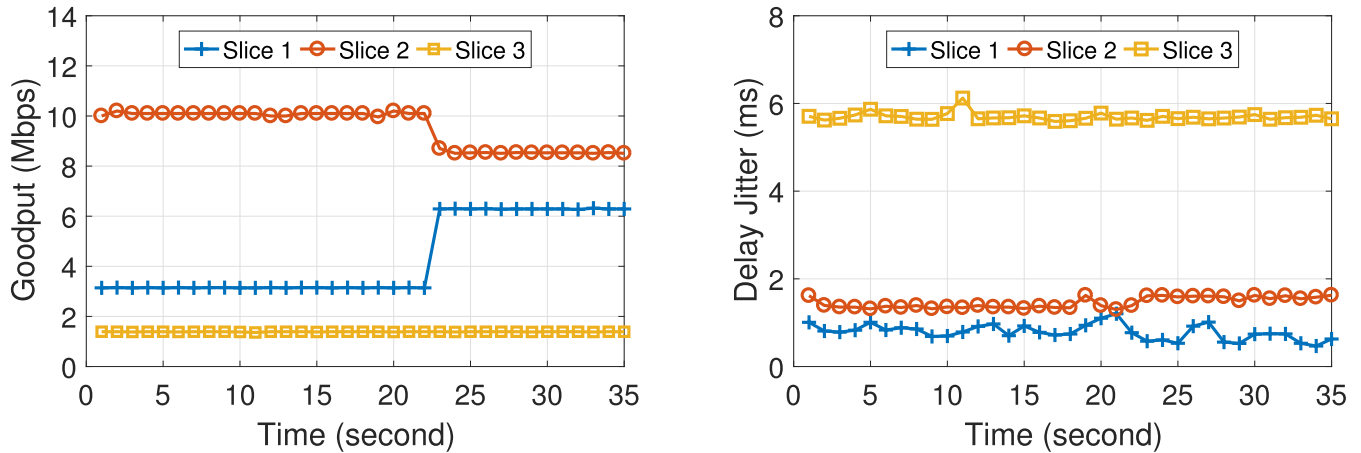 Goodput (Mbps)
14
12
10
8
6
4
2
0
Slice 1 Slice 2 Slice 3
0 5 10 15 20 25 30 35
Time (second)
Delay Jitter (ms)
8
6
4
2
0
Slice 1 Slice 2 Slice 3
0 5 10 15 20 25 30 35
Time (second)